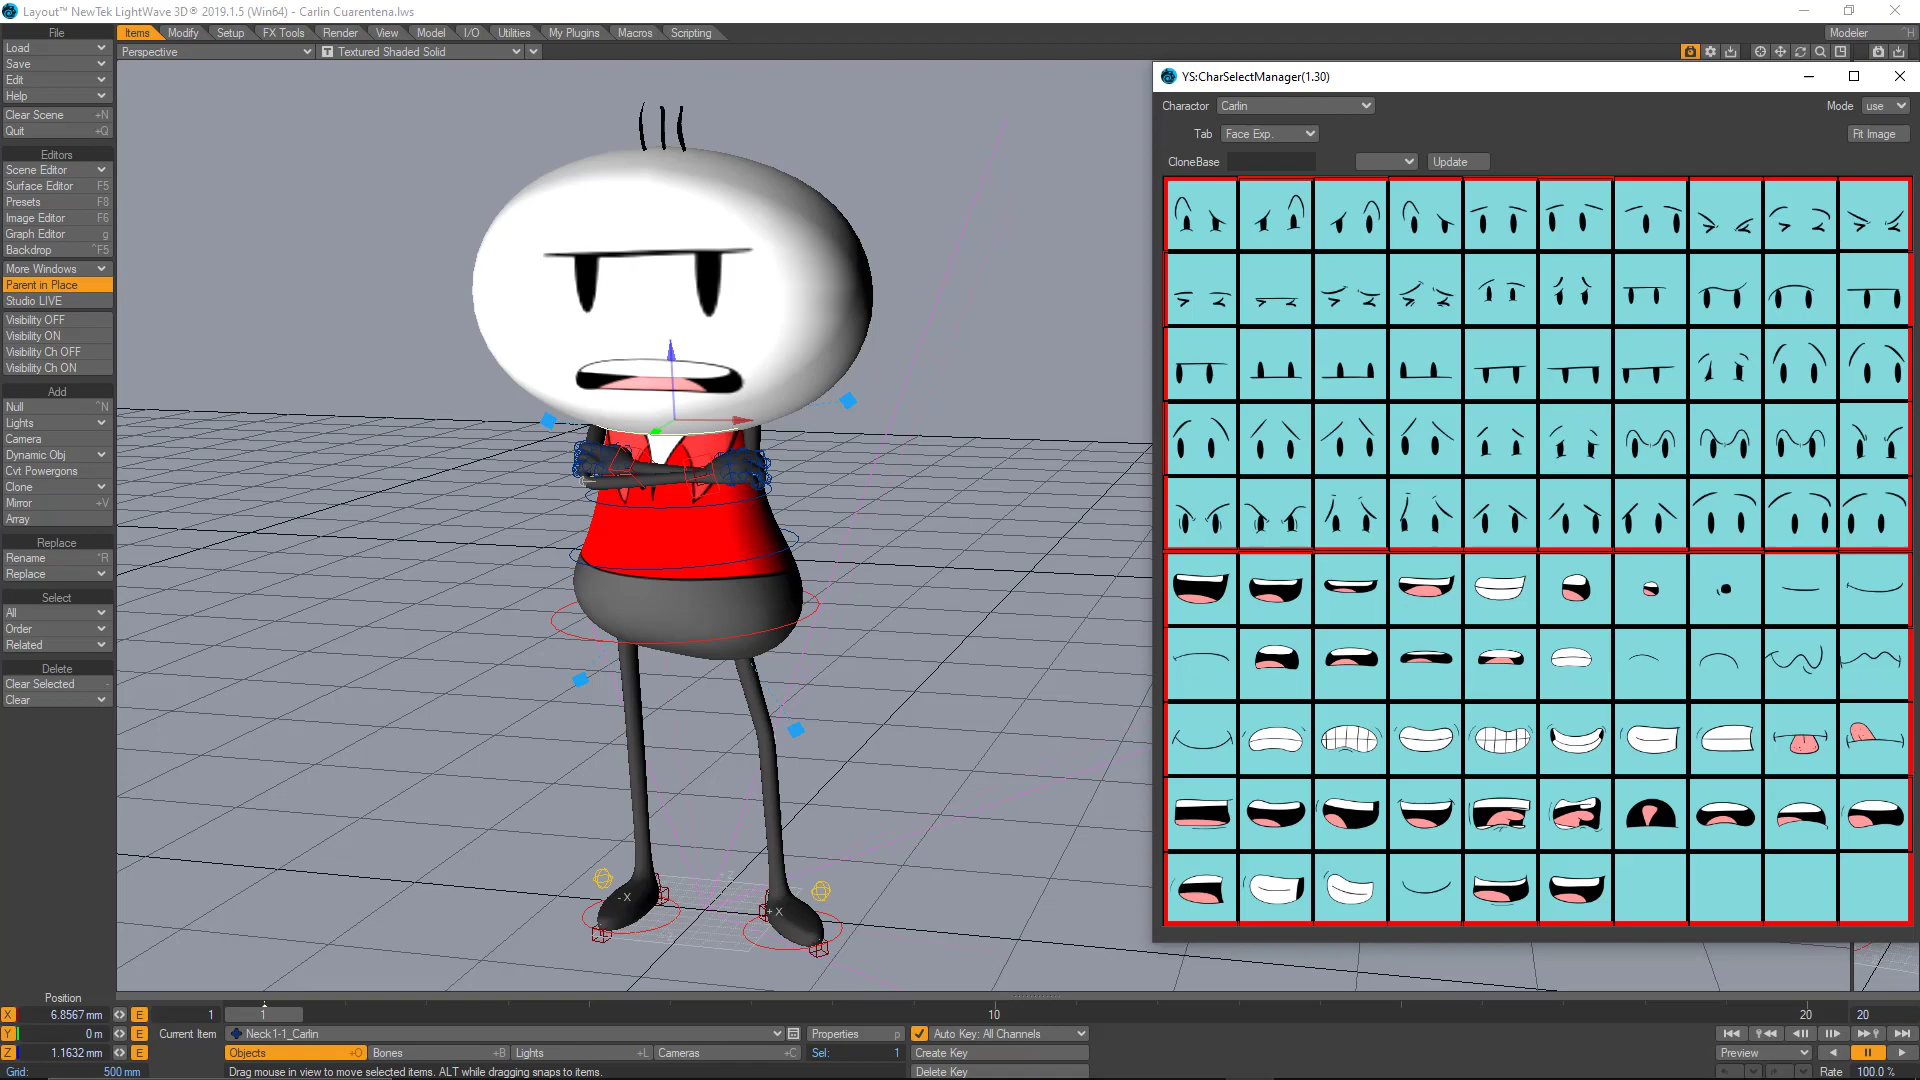 Layout™ NewTek LightWave 3D® 2019.1.5 (Win64) - Carlin Cuarentena.lws
File
Items Modify Setup FX Tools Render View Model I/O Utilities My Plugins Macros Scripting
Modeler ^H
Perspective
Textured Shaded Solid
Load
Save
Edit
Help
Clear Scene +N
Quit +Q
Editors
Scene Editor
Surface Editor F5
Presets F8
Image Editor F6
Graph Editor g
Backdrop ^F5
More Windows
Parent in Place
Studio LIVE
Visibility OFF
Visibility ON
Visibility Ch OFF
Visibility Ch ON
Add
Null ^N
Lights
Camera
Dynamic Obj
Cvt Powergons
Clone
Mirror +V
Array
Replace
Rename ^R
Replace
Select
All
Order
Related
Delete
Clear Selected -
Clear
YS:CharSelectManager(1.30)
Charactor Carlin
Mode use
Tab Face Exp.
Fit Image
CloneBase
Update
-X
+X
Position
X 6.8567 mm E
Y 0 m E
Z 1.1632 mm E
Grid: 500 mm
1 1 10 20 20
Current Item Neck1-1_Carlin
Properties p
Auto Key: All Channels
Objects +O
Bones +B
Lights +L
Cameras +C
Sel: 1
Create Key
Preview
Drag mouse in view to move selected items. ALT while dragging snaps to items.
Delete Key
Rate 100.0 %